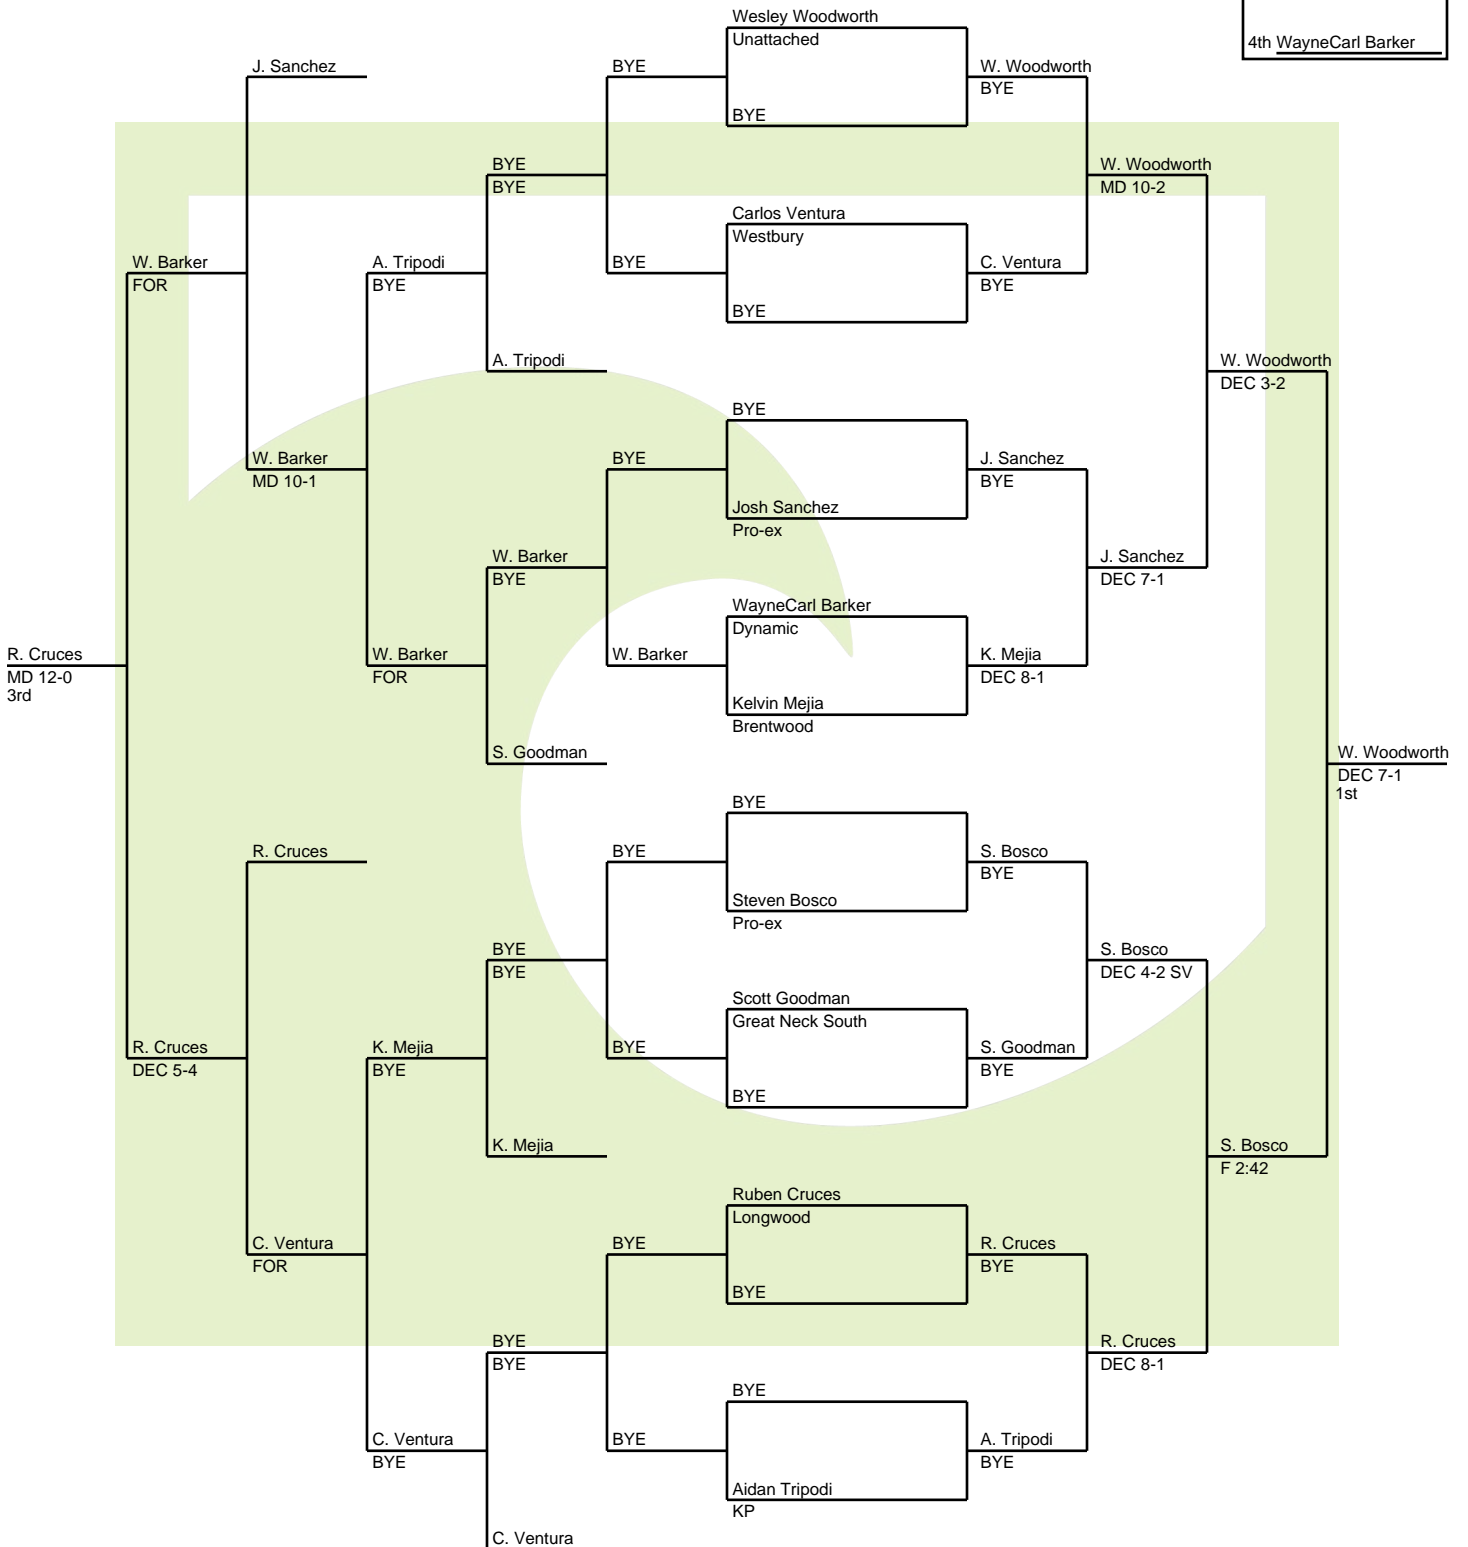 Wesley Woodworth
Unattached
4th WayneCarl Barker
J. Sanchez
BYE
W. Woodworth
BYE
BYE
BYE
BYE
W. Woodworth
MD 10-2
Carlos Ventura
Westbury
W. Barker
FOR
A. Tripodi
BYE
BYE
C. Ventura
BYE
BYE
A. Tripodi
W. Woodworth
DEC 3-2
BYE
W. Barker
MD 10-1
BYE
J. Sanchez
BYE
Josh Sanchez
Pro-ex
W. Barker
BYE
J. Sanchez
DEC 7-1
WayneCarl Barker
Dynamic
R. Cruces
MD 12-0
3rd
W. Barker
FOR
W. Barker
K. Mejia
DEC 8-1
Kelvin Mejia
Brentwood
S. Goodman
W. Woodworth
DEC 7-1
1st
BYE
R. Cruces
BYE
S. Bosco
BYE
Steven Bosco
Pro-ex
BYE
BYE
S. Bosco
DEC 4-2 SV
Scott Goodman
Great Neck South
R. Cruces
DEC 5-4
K. Mejia
BYE
BYE
S. Goodman
BYE
BYE
K. Mejia
S. Bosco
F 2:42
Ruben Cruces
Longwood
C. Ventura
FOR
BYE
R. Cruces
BYE
BYE
BYE
BYE
R. Cruces
DEC 8-1
BYE
C. Ventura
BYE
BYE
A. Tripodi
BYE
Aidan Tripodi
KP
C. Ventura